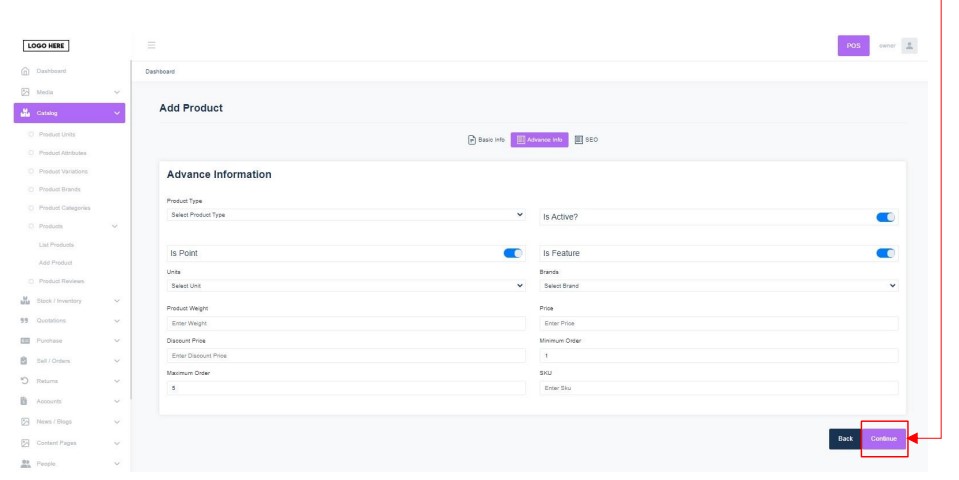 LOGO HERE
POS owner
Dashboard
Dashboard
Media
Catalog
Product Units
Product Attributes
Product Variations
Product Brands
Product Categories
Products
List Products
Add Product
Product Reviews
Stock / Inventory
Quotations
Purchase
Sell / Orders
Returns
Accounts
News / Blogs
Content Pages
People
Add Product
Basic Info Advance Info SEO
Advance Information
Product Type
Select Product Type
Is Active?
Is Point
Is Feature
Units
Select Unit
Brands
Select Brand
Product Weight
Enter Weight
Price
Enter Price
Discount Price
Enter Discount Price
Minimum Order
1
Maximum Order
5
SKU
Enter Sku
Back Continue